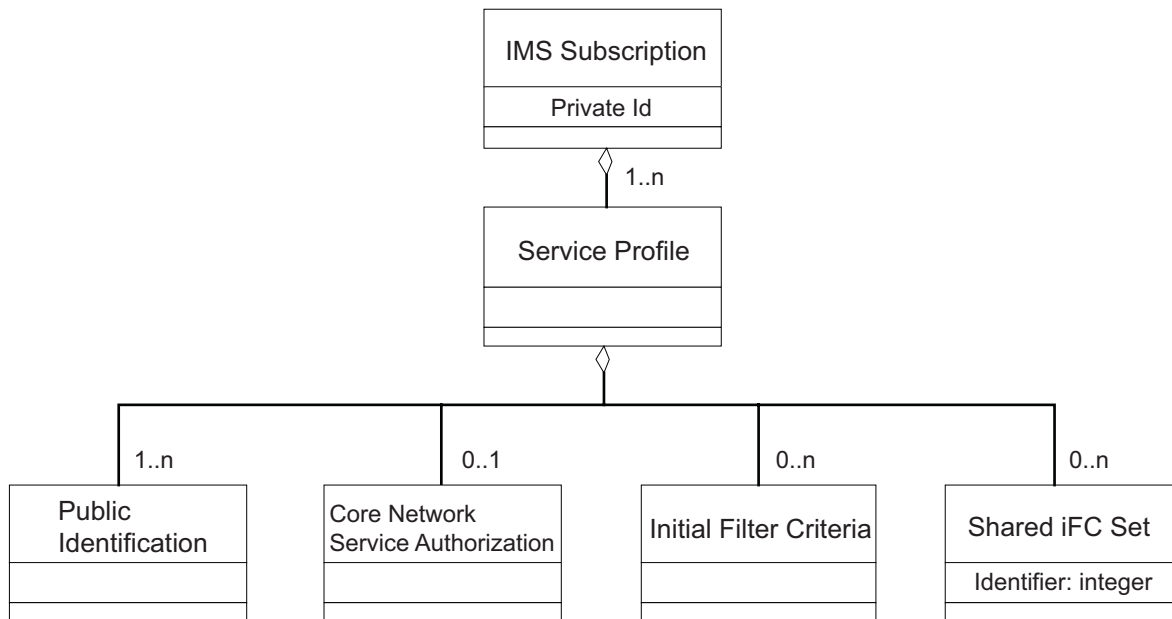 IMS Subscription
Private Id
1..n
Service Profile
1..n
0..1
0..n
0..n
Public
Identification
Core Network
Service Authorization
Initial Filter Criteria
Shared iFC Set
Identifier: integer